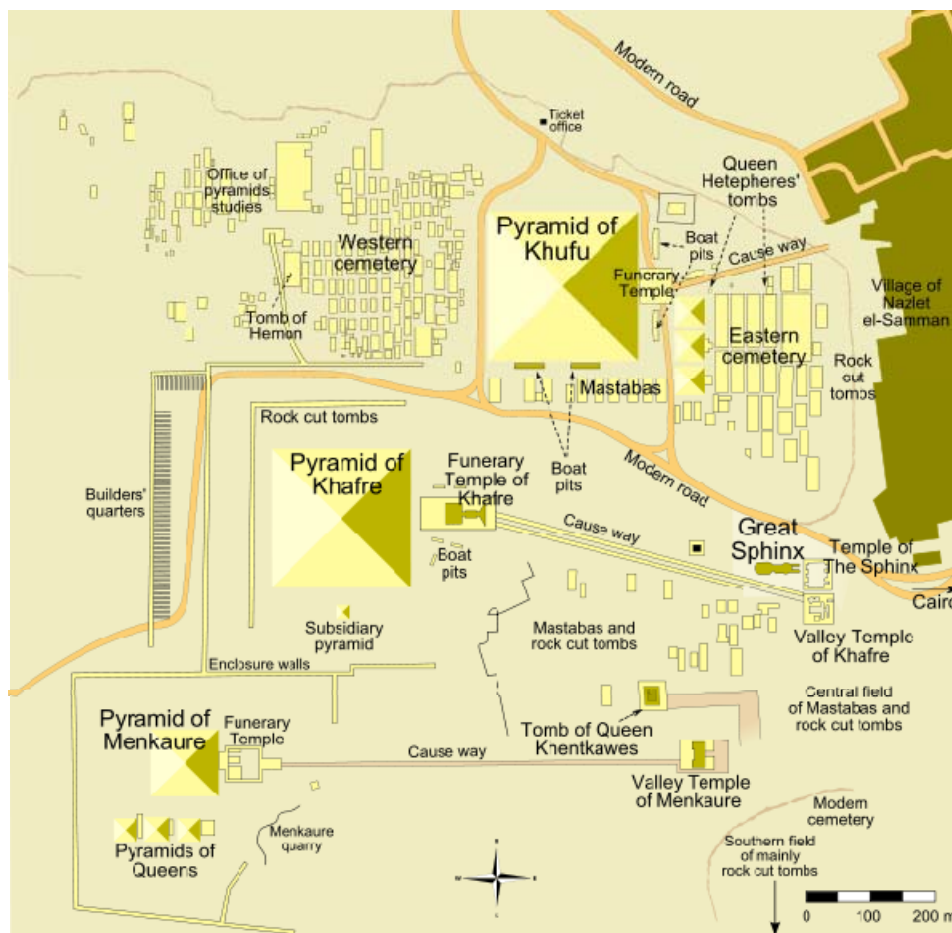 Modern road
Ticket
office
Queen
Hetepheres'
tombs
Office of
pyramids
studies
Western
cemetery
Pyramid of
Khufu
Boat
pits
Cause way
Funerary
Temple
Village of
Nazlet
el-Samman
Tomb of
Hemon
Eastern
cemetery
Rock
cut
tombs
Mastabas
Rock cut tombs
Boat
pits
Modern road
Pyramid of
Khafre
Funerary
Temple of
Khafre
Builders'
quarters
Cause way
Great
Sphinx
Temple of
The Sphinx
Boat
pits
Cairo
Subsidiary
pyramid
Mastabas and
rock cut tombs
Valley Temple
of Khafre
Enclosure walls
Central field
of Mastabas and
rock cut tombs
Pyramid of
Menkaure
Funerary
Temple
Tomb of Queen
Khentkawes
Cause way
Valley Temple
of Menkaure
Modern
cemetery
Menkaure
quarry
Pyramids of
Queens
Southern field
of mainly
rock cut tombs
W
E
0 100 200 m